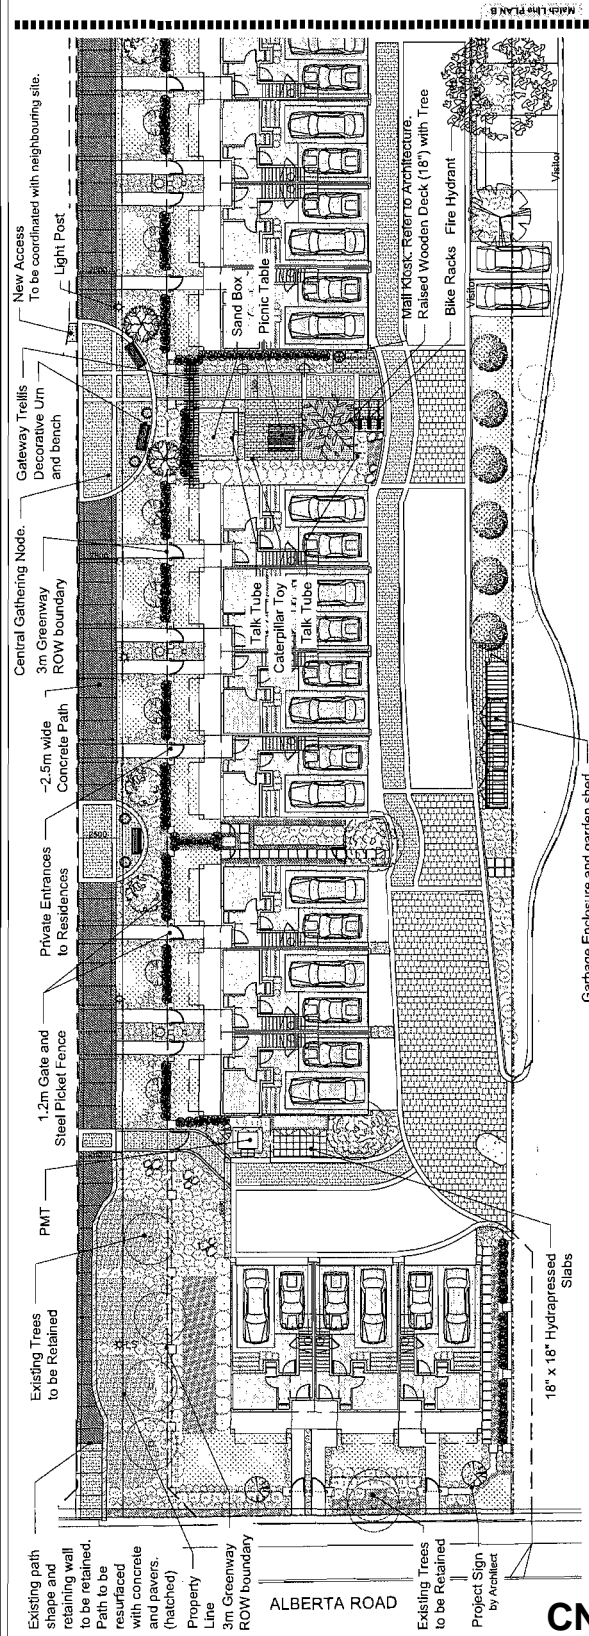 Match Line PLAN B
New Access
To be coordinated with neighbouring site.
Light Post
Gateway Trellis
Decorative Urn
and bench
Central Gathering Node.
3m Greenway
ROW boundary
~2.5m wide
Concrete Path
Private Entrances
to Residences
1.2m Gate and
Steel Picket Fence
PMT
Existing Trees
to be Retained
Existing path
shape and
retaining wall
to be retained.
Path to be
resurfaced
with concrete
and pavers.
(hatched)
Property
Line
3m Greenway
ROW boundary
ALBERTA ROAD
Existing Trees
to be Retained
Project Sign
by Architect
18" x 18" Hydrapressed
Slabs
Sand Box
Picnic Table
Talk Tube
Caterpillar Toy
Talk Tube
Mail Kiosk. Refer to Architecture.
Raised Wooden Deck (18") with Tree
Bike Racks
Fire Hydrant
Visitor
Visitor
Garbage Enclosure and garden shed
2500
CN